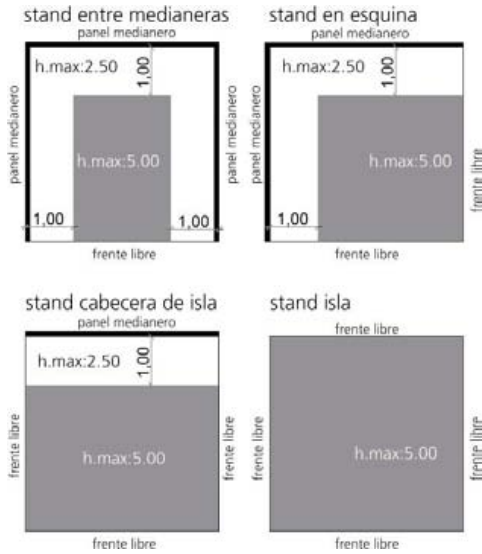 stand entre medianeras
panel medianero
h.max:2.50
1,00
panel medianero
panel medianero
h.max:5.00
1,00
1,00
frente libre
stand en esquina
panel medianero
h.max:2.50
1,00
panel medianero
h.max:5.00
frente libre
1,00
frente libre
stand cabecera de isla
panel medianero
h.max:2.50
1,00
frente libre
frente libre
h.max:5.00
frente libre
stand isla
frente libre
frente libre
frente libre
h.max:5.00
frente libre